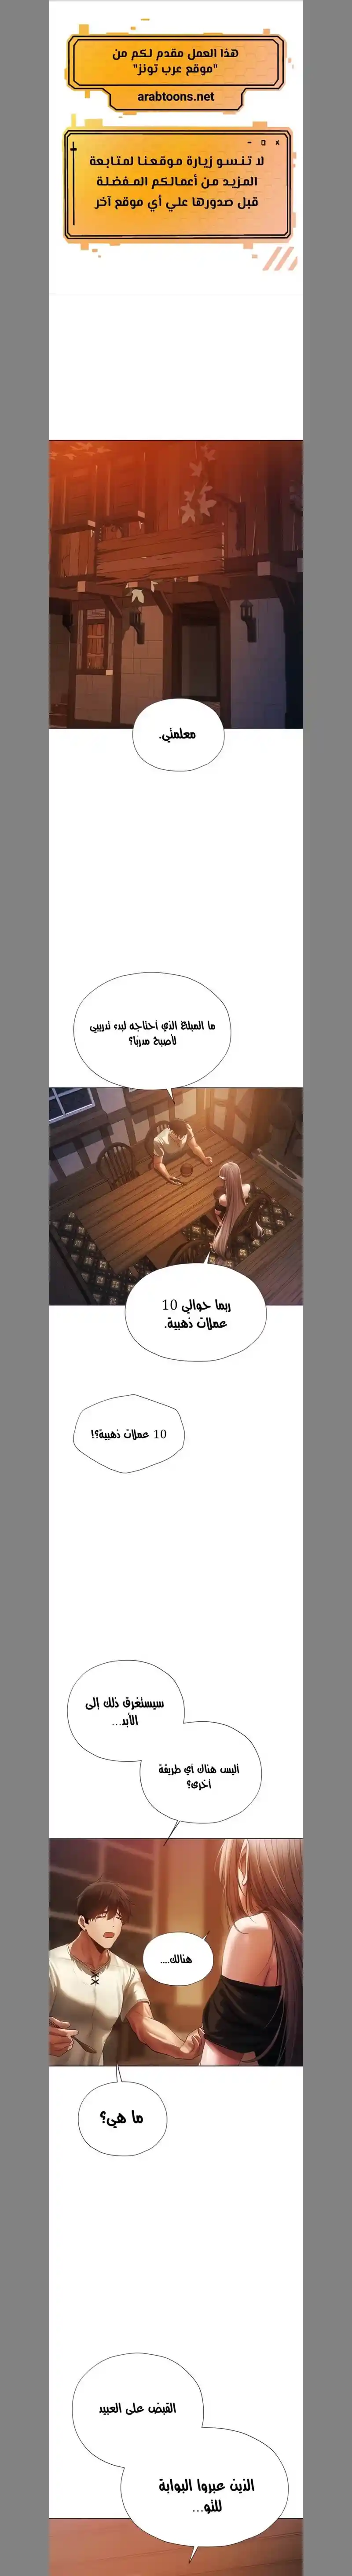 هذا العمل مقدم لكم من
"موقع عرب تونز"
arabtoons.net
لا تنسو زيارة موقعنا لمتابعة
المزيد من أعمالكم المفضلة
قبل صدورها علي أي موقع آخر
معلمتي.
ما المبلغ الذي أحتاجه لبدء تدريبي
لأصبح مدربًا؟
ربما حوالي 10
عملات ذهبية.
10 عملات ذهبية؟!
سيستغرق ذلك إلى
الأبد...
أليس هناك أي طريقة
أخرى؟
هنالك....
ما هي؟
القبض على العبيد
الذين عبروا البوابة
للتو...